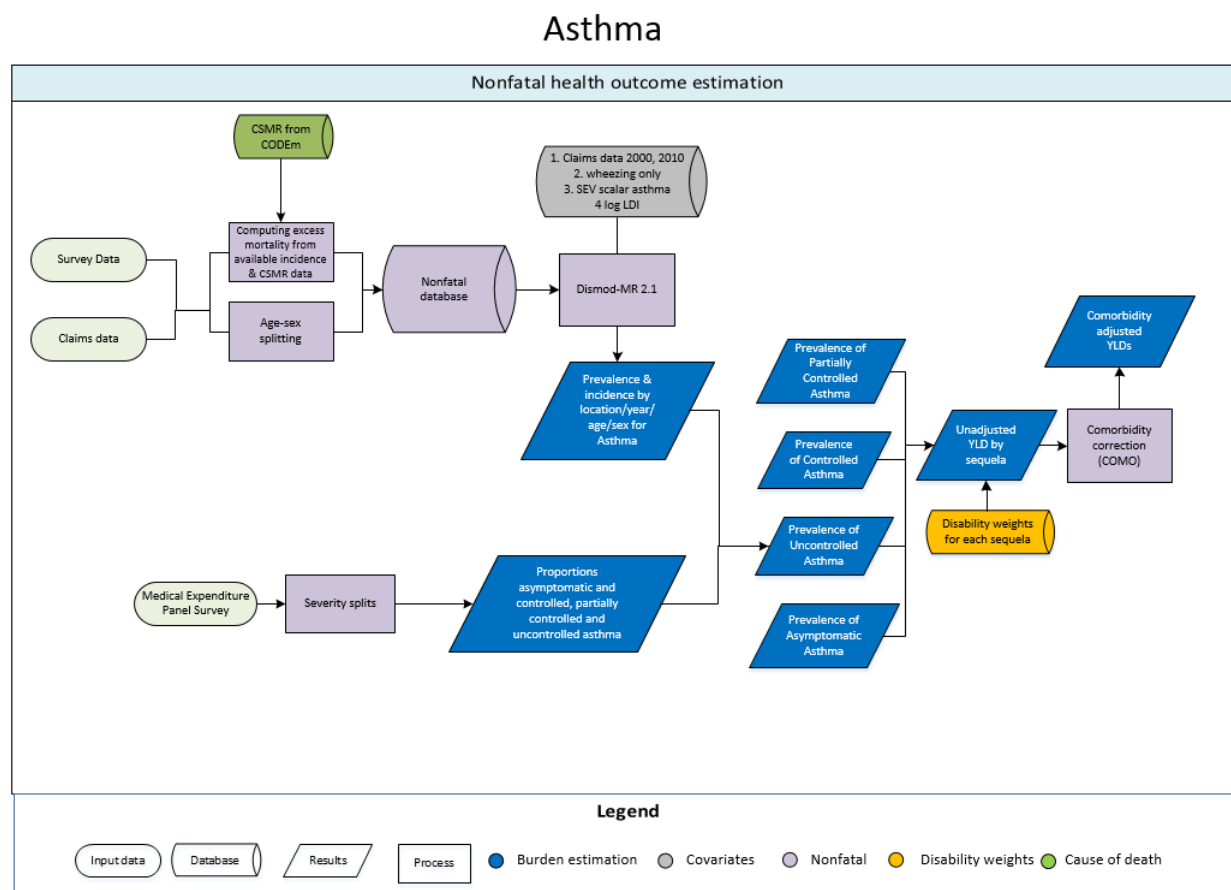 Asthma
Nonfatal health outcome estimation
CSMR from
CODEm
1. Claims data 2000, 2010
2. wheezing only
3. SEV scalar asthma
4 log LDI
Survey Data
Claims data
Computing excess
mortality from
available incidence
& CSMR data
Age-sex
splitting
Nonfatal
database
Dismod-MR 2.1
Prevalence &
incidence by
location/year/
age/sex for
Asthma
Prevalence of
Partially
Controlled
Asthma
Prevalence
of Controlled
Asthma
Prevalence of
Uncontrolled
Asthma
Prevalence of
Asymptomatic
Asthma
Unadjusted
YLD by
sequela
Disability weights
for each sequela
Comorbidity
adjusted
YLDs
Comorbidity
correction
(COMO)
Medical Expenditure
Panel Survey
Severity splits
Proportions
asymptomatic and
controlled, partially
controlled and
uncontrolled asthma
Legend
Input data
Database
Results
Process
Burden estimation
Covariates
Nonfatal
Disability weights
Cause of death